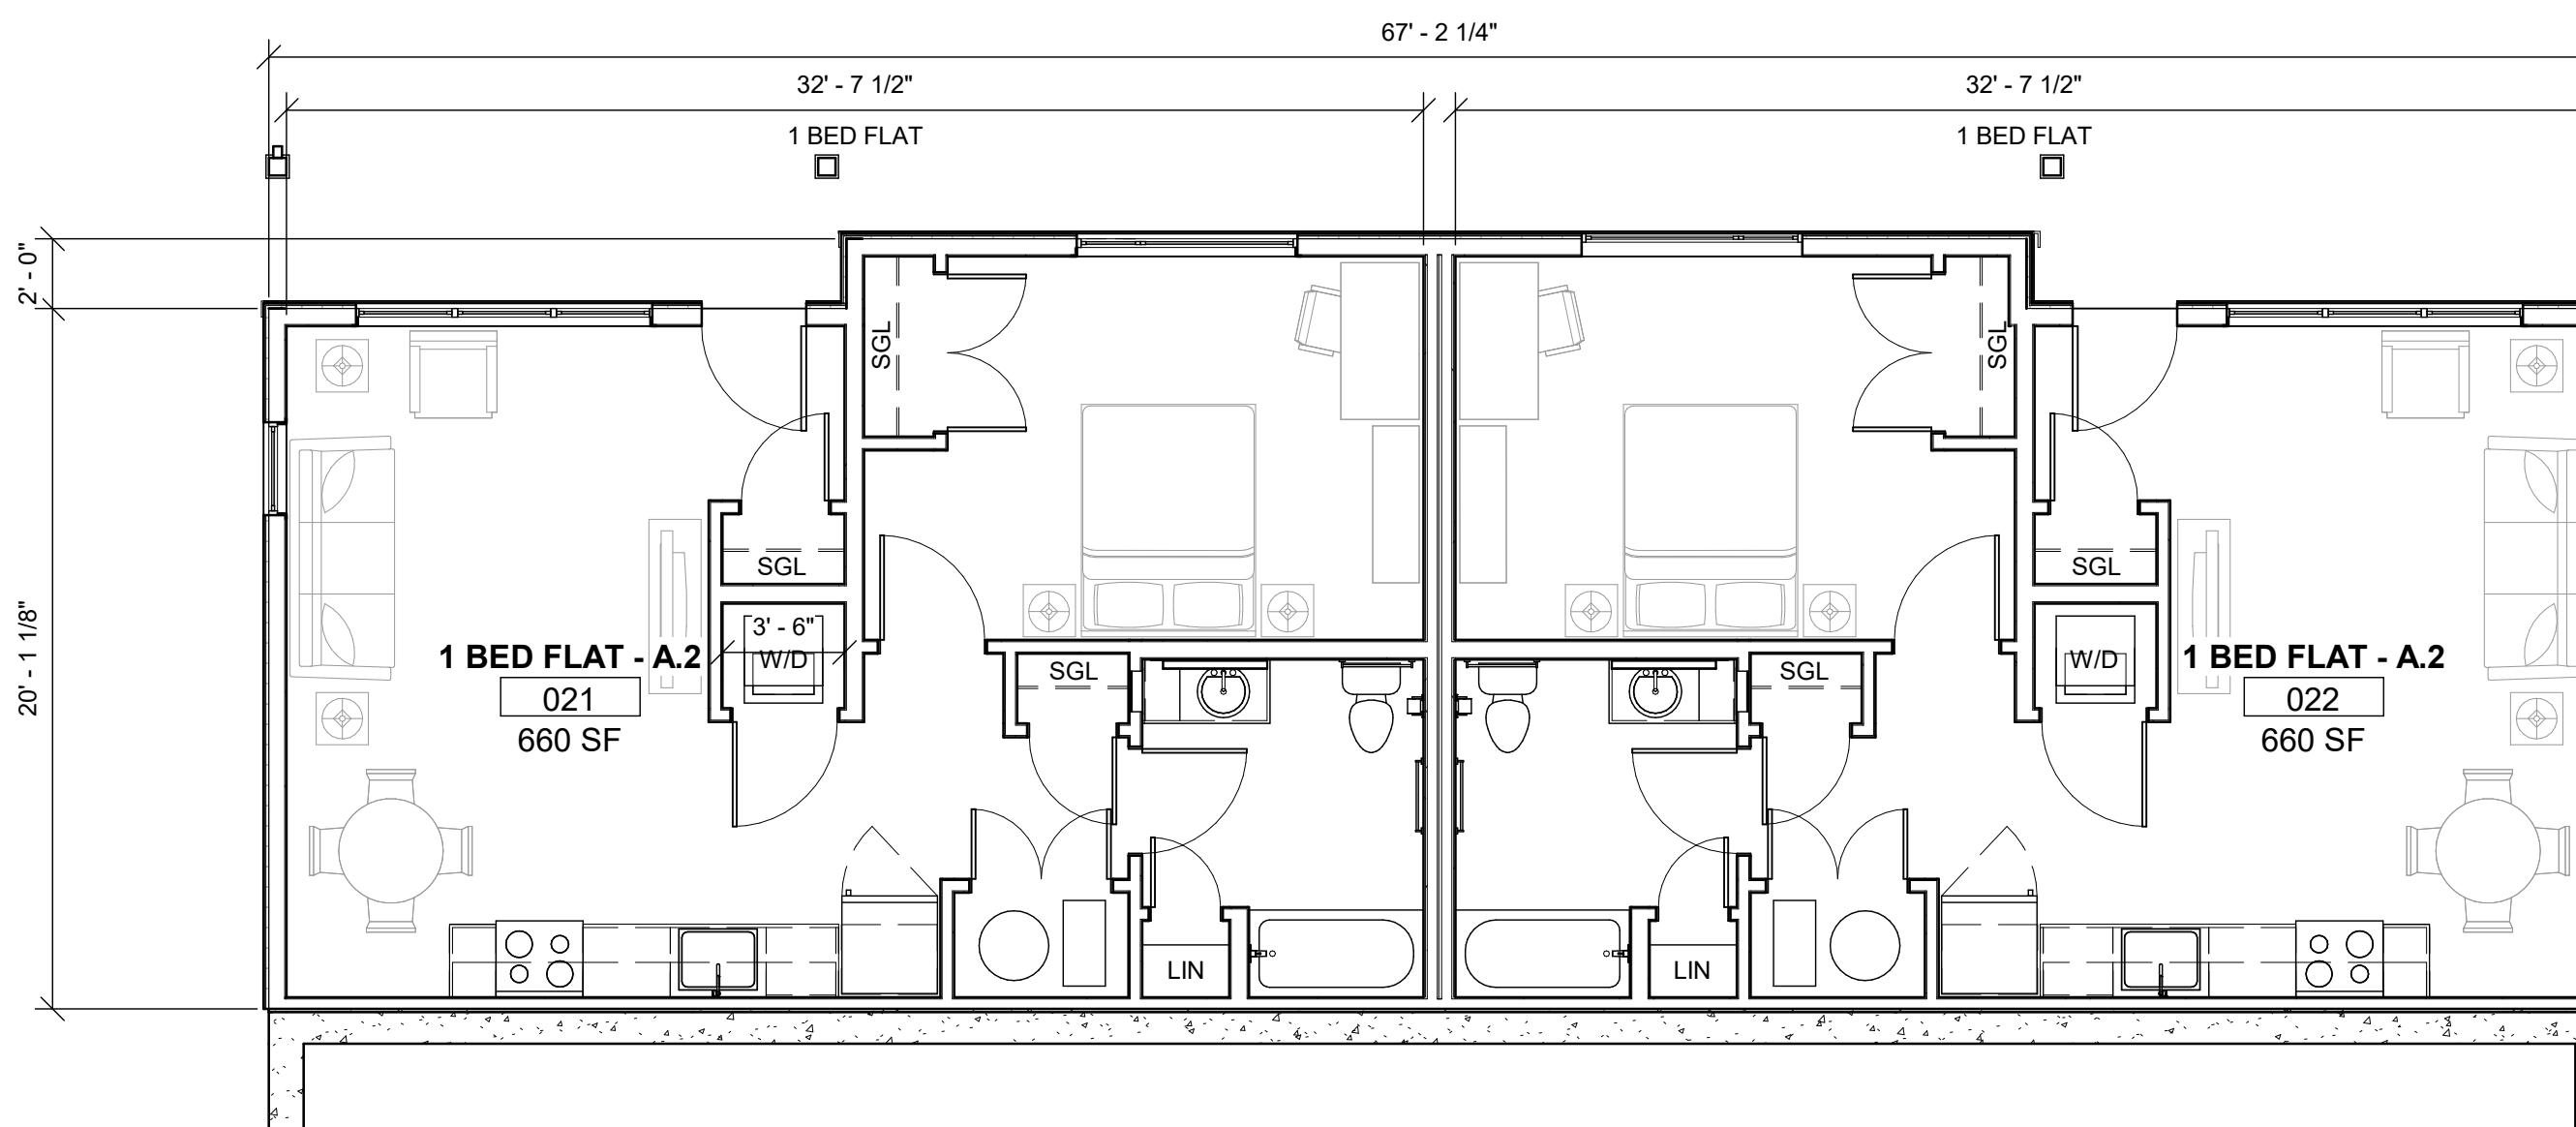 67' - 2 1/4"
32' - 7 1/2"
32' - 7 1/2"
1 BED FLAT
1 BED FLAT
2' - 0"
20' - 1 1/8"
SGL
SGL
SGL
SGL
3' - 6"
W/D
W/D
1 BED FLAT - A.2
021
660 SF
SGL
SGL
1 BED FLAT - A.2
022
660 SF
LIN
LIN